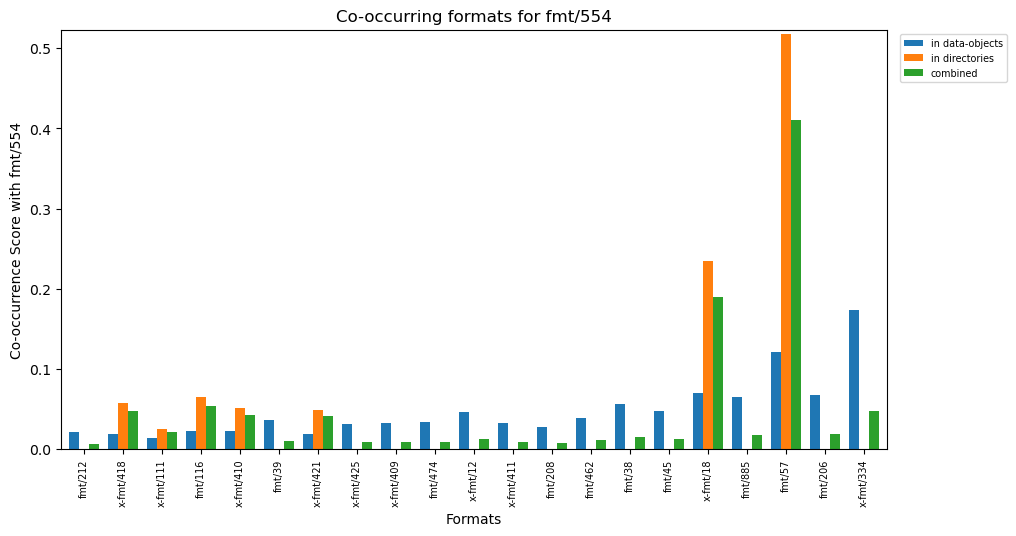 Co-occurring formats for fmt/554
in data-objects
in directories
combined
Co-occurrence Score with fmt/554
0.5
0.4
0.3
0.2
0.1
0.0
fmt/212
x-fmt/418
x-fmt/111
fmt/116
x-fmt/410
fmt/39
x-fmt/421
x-fmt/425
x-fmt/409
fmt/474
x-fmt/12
x-fmt/411
fmt/208
fmt/462
fmt/38
fmt/45
x-fmt/18
fmt/885
fmt/57
fmt/206
x-fmt/334
Formats